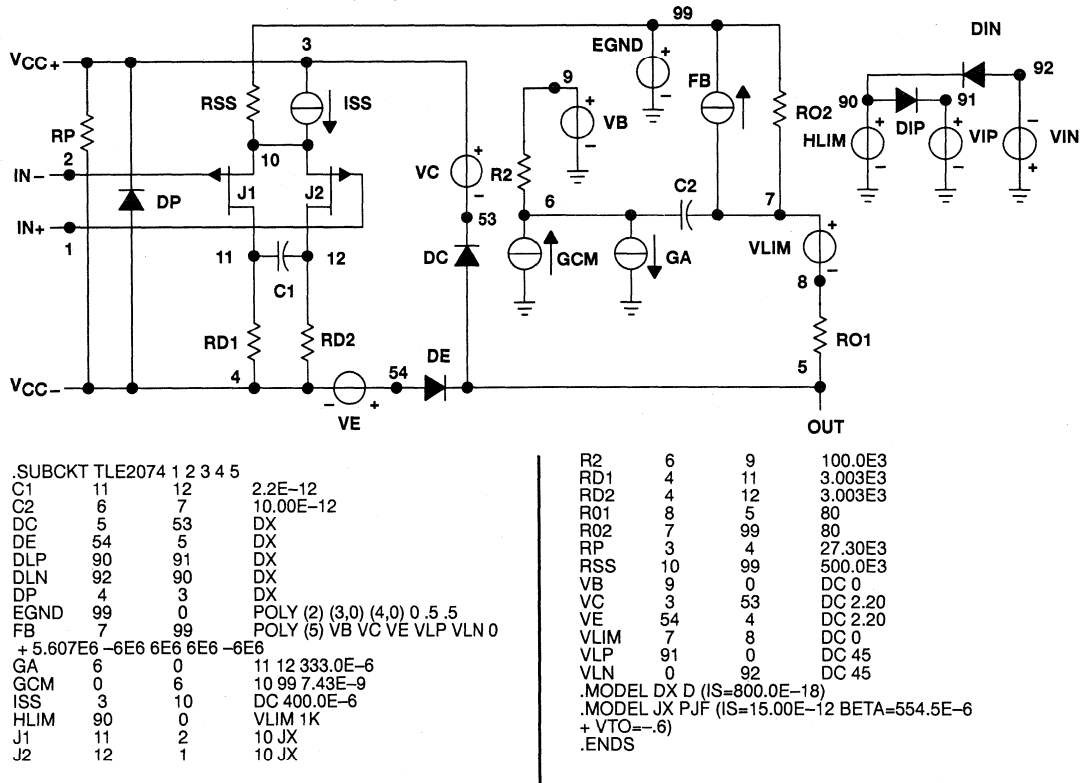 99
DIN
3
EGND
+
VCC+
9
FB
92
ISS
RSS
90
91
+
VB
RO2
DIP
RP
HLIM
VIP
VIN
10
2
IN−
VC
R2
C2
J1
J2
6
7
DP
53
IN+
1
GCM
GA
VLIM
11
12
DC
C1
8
RD1
RD2
RO1
DE
4
54
5
VCC−
− +
VE
OUT
.SUBCKT TLE2074 1 2 3 4 5
C1 11 12 2.2E−12
C2 6 7 10.00E−12
DC 5 53 DX
DE 54 5 DX
DLP 90 91 DX
DLN 92 90 DX
DP 4 3 DX
EGND 99 0 POLY (2) (3,0) (4,0) 0 .5 .5
FB 7 99 POLY (5) VB VC VE VLP VLN 0
+ 5.607E6 −6E6 6E6 6E6 −6E6
GA 6 0 11 12 333.0E−6
GCM 0 6 10 99 7.43E−9
ISS 3 10 DC 400.0E−6
HLIM 90 0 VLIM 1K
J1 11 2 10 JX
J2 12 1 10 JX
R2 6 9 100.0E3
RD1 4 11 3.003E3
RD2 4 12 3.003E3
R01 8 5 80
R02 7 99 80
RP 3 4 27.30E3
RSS 10 99 500.0E3
VB 9 0 DC 0
VC 3 53 DC 2.20
VE 54 4 DC 2.20
VLIM 7 8 DC 0
VLP 91 0 DC 45
VLN 0 92 DC 45
.MODEL DX D (IS=800.0E−18)
.MODEL JX PJF (IS=15.00E−12 BETA=554.5E−6
+ VTO=−.6)
.ENDS